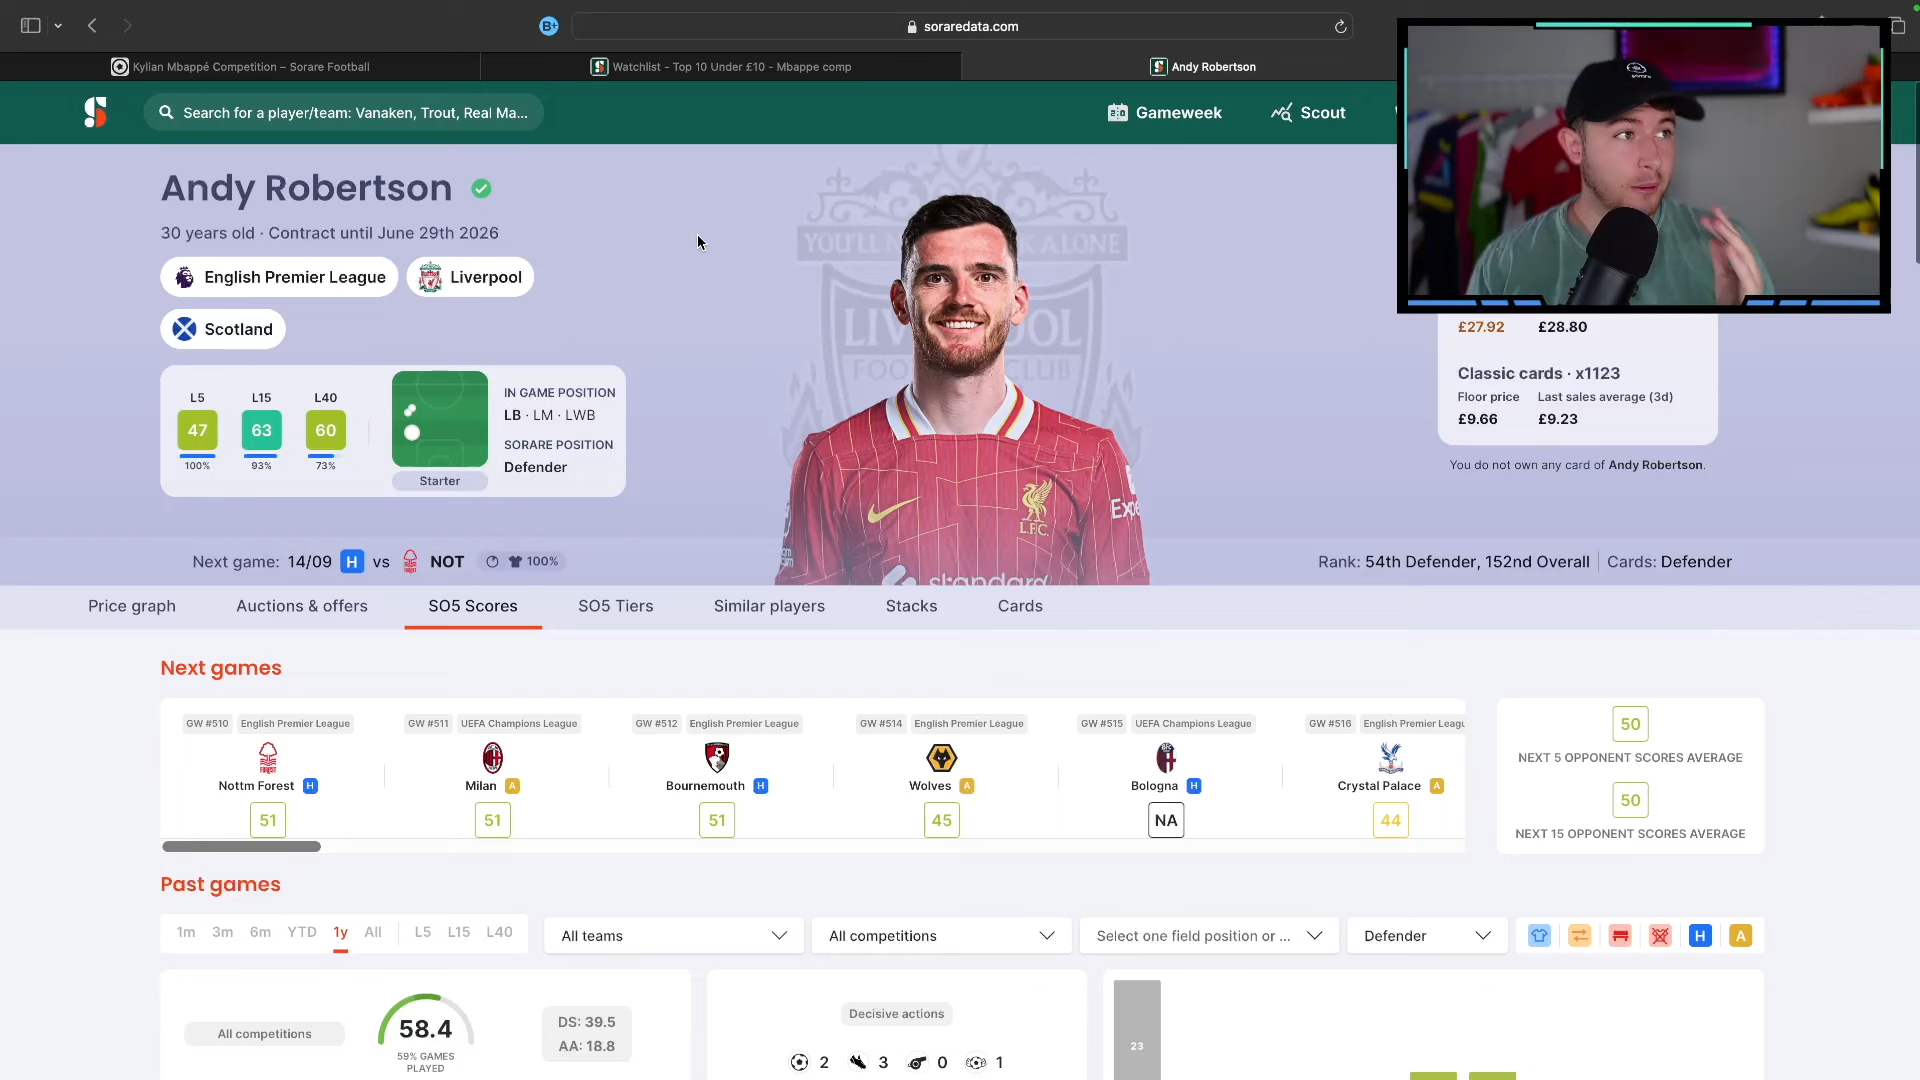 soraredata.com
Kylian Mbappé Competition – Sorare Football
Watchlist - Top 10 Under £10 - Mbappe comp
Andy Robertson
Search for a player/team: Vanaken, Trout, Real Ma...
Gameweek
Scout
Andy Robertson
30 years old · Contract until June 29th 2026
English Premier League
Liverpool
Scotland
L5 L15 L40
47 63 60
100% 93% 73%
Starter
IN GAME POSITION
LB · LM · LWB
SORARE POSITION
Defender
£27.92 £28.80
Classic cards · x1123
Floor price Last sales average (3d)
£9.66 £9.23
You do not own any card of Andy Robertson.
Next game: 14/09 H vs NOT 100%
Rank: 54th Defender, 152nd Overall Cards: Defender
Price graph Auctions & offers SO5 Scores SO5 Tiers Similar players Stacks Cards
Next games
GW #510 English Premier League
Nottm Forest H
51
GW #511 UEFA Champions League
Milan A
51
GW #512 English Premier League
Bournemouth H
51
GW #514 English Premier League
Wolves A
45
GW #515 UEFA Champions League
Bologna H
NA
GW #516 English Premier Leagu
Crystal Palace A
44
50
NEXT 5 OPPONENT SCORES AVERAGE
50
NEXT 15 OPPONENT SCORES AVERAGE
Past games
1m 3m 6m YTD 1y All L5 L15 L40
All teams
All competitions
Select one field position or ...
Defender
H A
All competitions
58.4
59% GAMES
PLAYED
DS: 39.5
AA: 18.8
Decisive actions
2 3 0 1
23